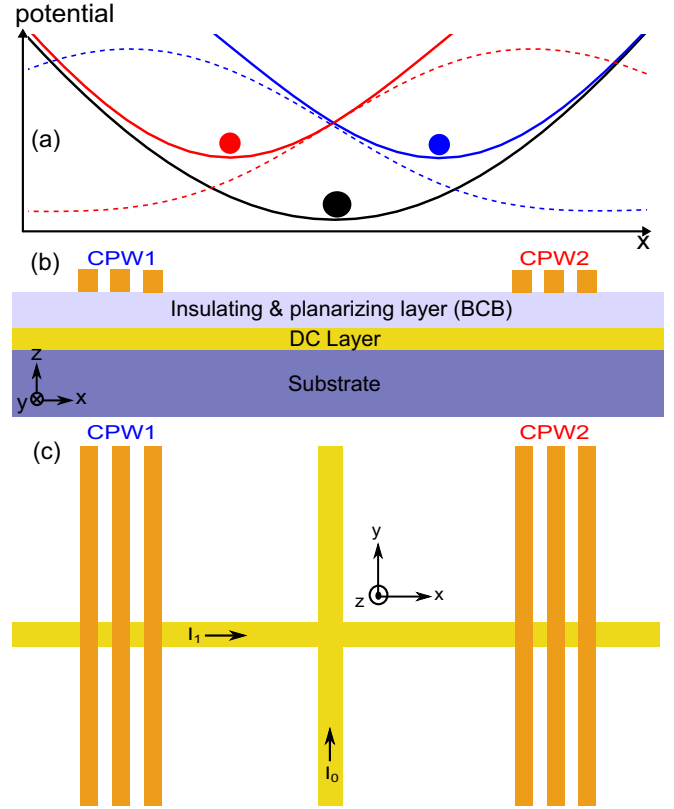 potential
(a)
x
(b)
CPW1
CPW2
Insulating & planarizing layer (BCB)
DC Layer
z
Substrate
y
x
CPW1
CPW2
(c)
y
z
x
I₁
I₀